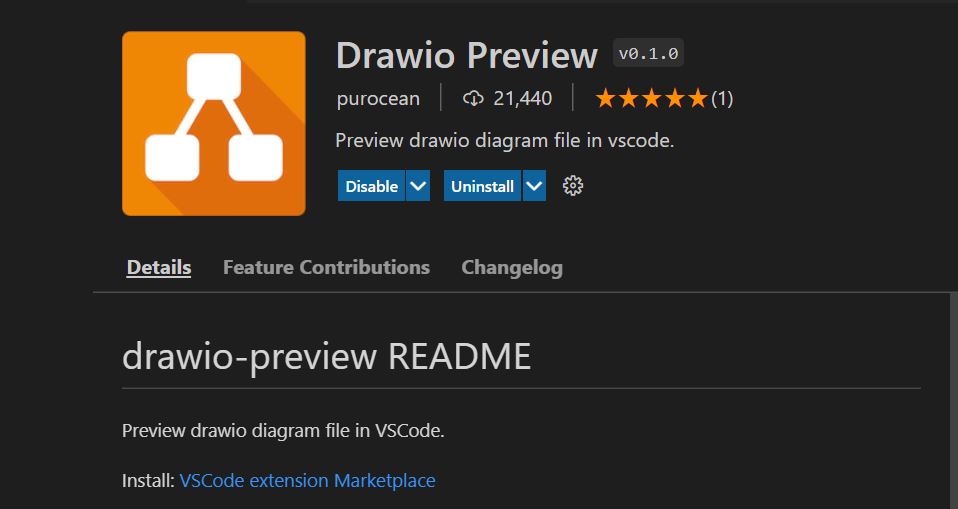 Drawio Preview v0.1.0
purocean 21,440 (1)
Preview drawio diagram file in vscode.
Disable Uninstall
Details Feature Contributions Changelog
drawio-preview README
Preview drawio diagram file in VSCode.
Install: VSCode extension Marketplace